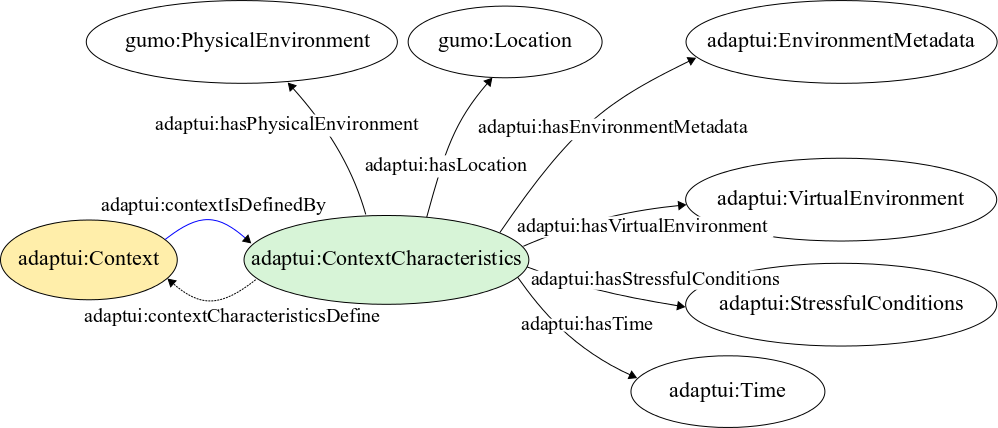 gumo:PhysicalEnvironment
gumo:Location
adaptui:EnvironmentMetadata
adaptui:hasPhysicalEnvironment
adaptui:hasEnvironmentMetadata
adaptui:hasLocation
adaptui:VirtualEnvironment
adaptui:contextIsDefinedBy
adaptui:hasVirtualEnvironment
adaptui:Context
adaptui:ContextCharacteristics
adaptui:hasStressfulConditions
adaptui:StressfulConditions
adaptui:contextCharacteristicsDefine
adaptui:hasTime
adaptui:Time